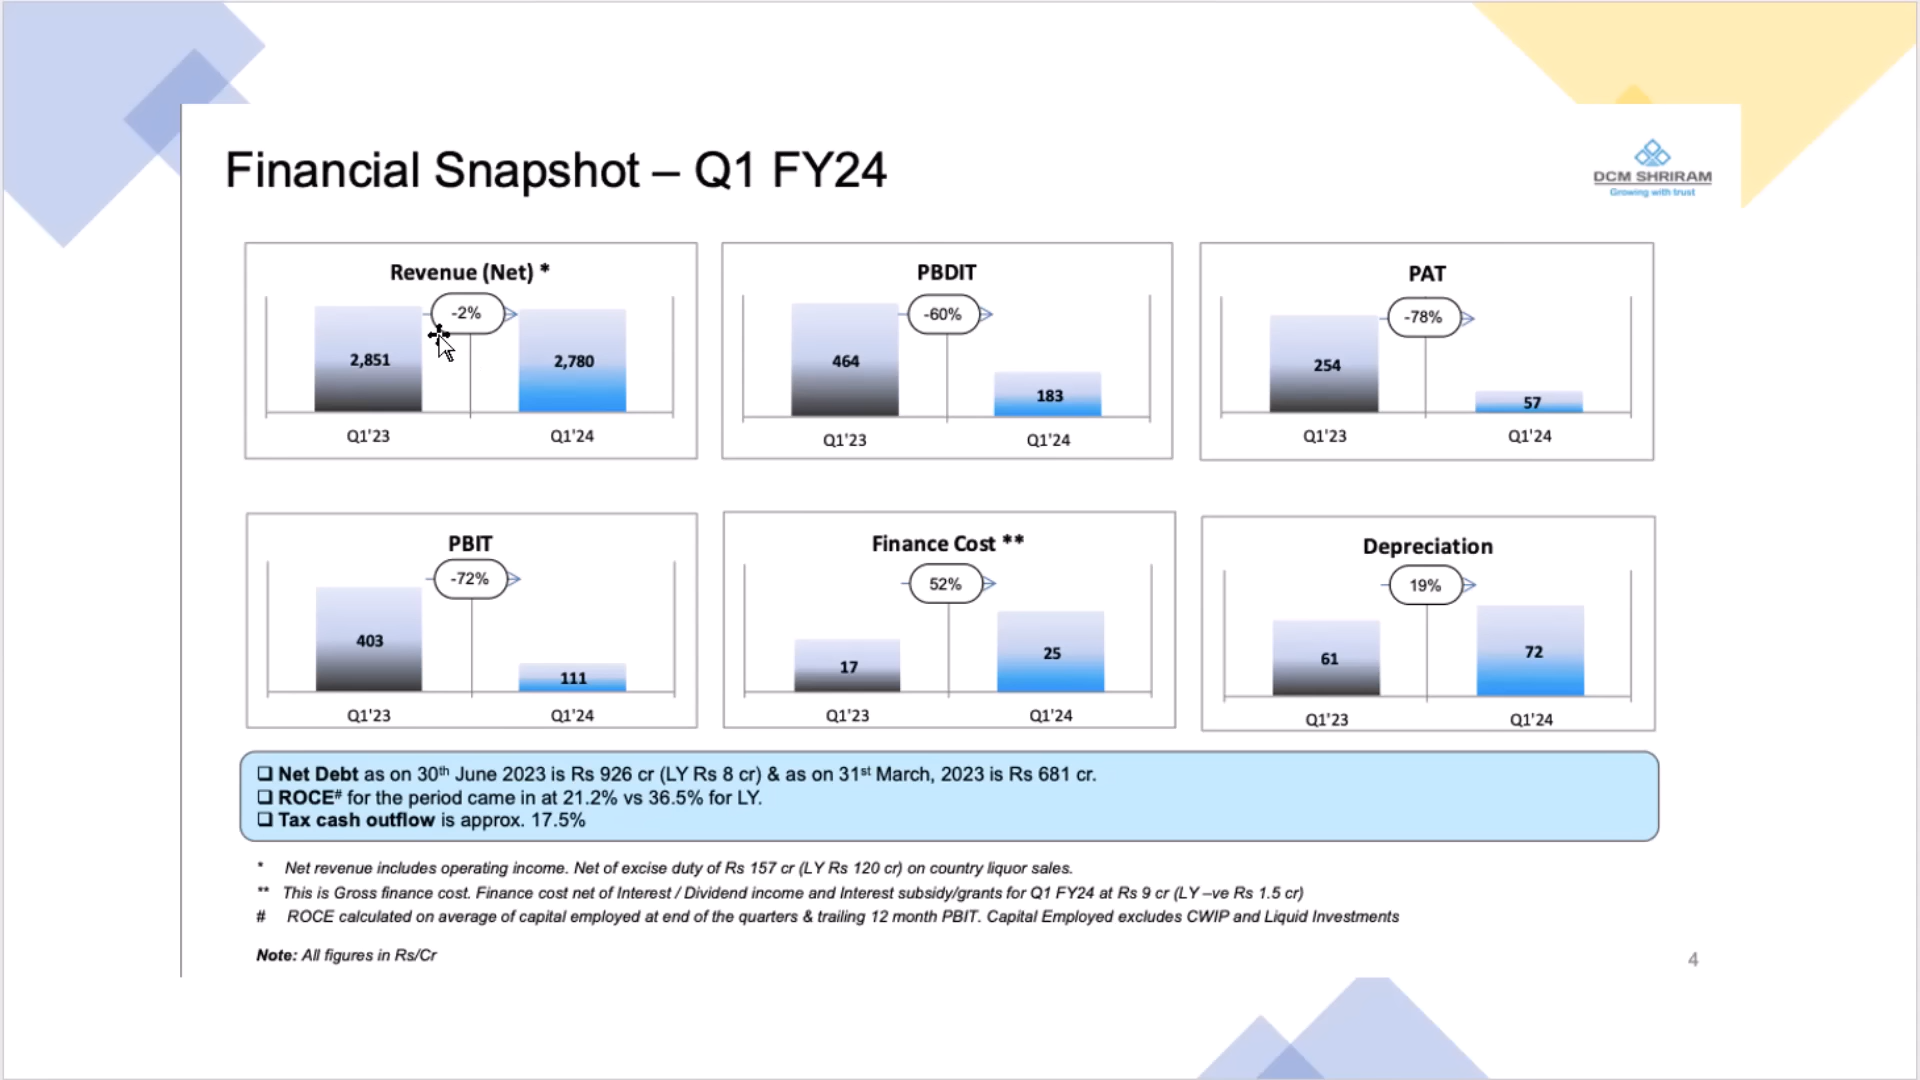 Financial Snapshot – Q1 FY24
DCM SHRIRAM
Growing with trust
Revenue (Net) *
-2%
2,851
2,780
Q1'23
Q1'24
PBDIT
-60%
464
183
Q1'23
Q1'24
PAT
-78%
254
57
Q1'23
Q1'24
PBIT
-72%
403
111
Q1'23
Q1'24
Finance Cost **
52%
17
25
Q1'23
Q1'24
Depreciation
19%
61
72
Q1'23
Q1'24
❑ Net Debt as on 30th June 2023 is Rs 926 cr (LY Rs 8 cr) & as on 31st March, 2023 is Rs 681 cr.
❑ ROCE# for the period came in at 21.2% vs 36.5% for LY.
❑ Tax cash outflow is approx. 17.5%
* Net revenue includes operating income. Net of excise duty of Rs 157 cr (LY Rs 120 cr) on country liquor sales.
** This is Gross finance cost. Finance cost net of Interest / Dividend income and Interest subsidy/grants for Q1 FY24 at Rs 9 cr (LY –ve Rs 1.5 cr)
# ROCE calculated on average of capital employed at end of the quarters & trailing 12 month PBIT. Capital Employed excludes CWIP and Liquid Investments
Note: All figures in Rs/Cr
4